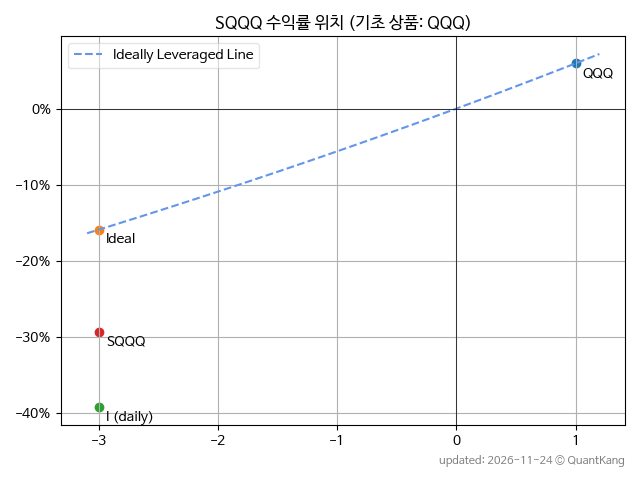 SQQQ 수익률 위치 (기초 상품: QQQ)
Ideally Leveraged Line
QQQ
0%
−10%
Ideal
−20%
−30%
SQQQ
−40%
I (daily)
−3 −2 −1 0 1
updated: 2026-11-24 © QuantKang